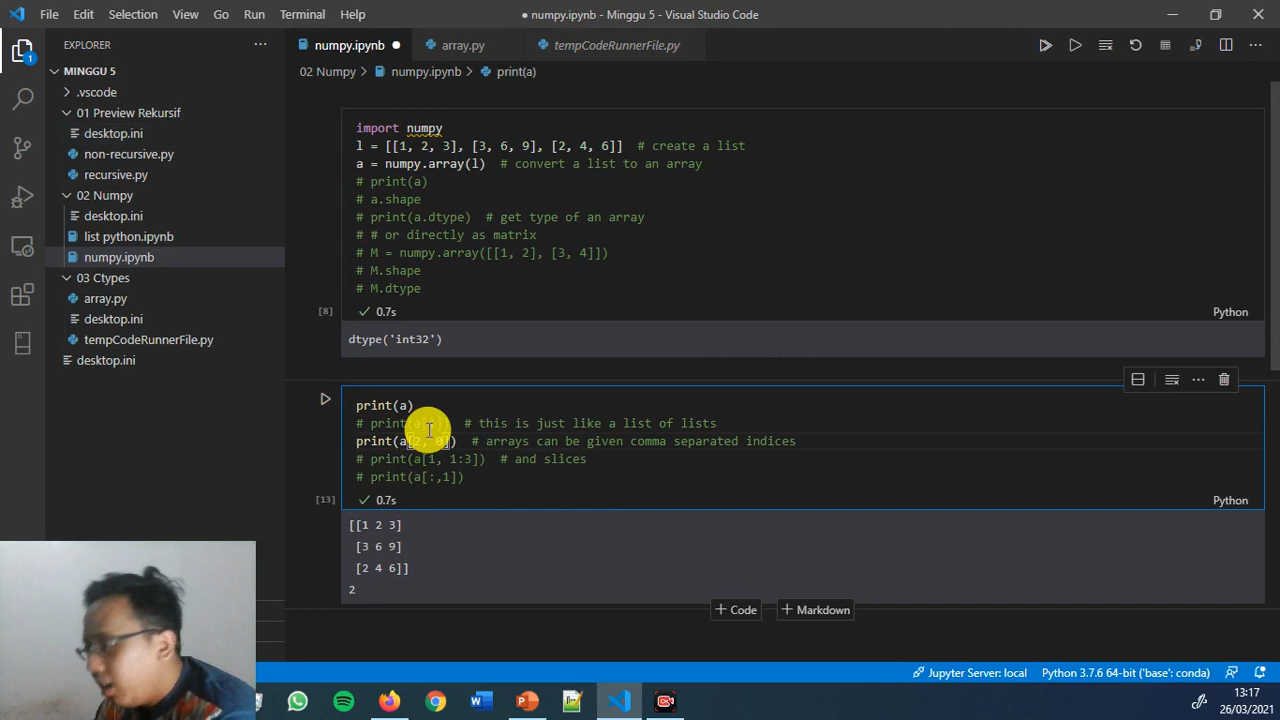 File Edit Selection View Go Run Terminal Help
● numpy.ipynb - Minggu 5 - Visual Studio Code
EXPLORER
numpy.ipynb
array.py
tempCodeRunnerFile.py
02 Numpy > numpy.ipynb > print(a)
MINGGU 5
.vscode
01 Preview Rekursif
desktop.ini
non-recursive.py
recursive.py
02 Numpy
desktop.ini
list python.ipynb
numpy.ipynb
03 Ctypes
array.py
desktop.ini
tempCodeRunnerFile.py
desktop.ini
1
import numpy
l = [[1, 2, 3], [3, 6, 9], [2, 4, 6]] # create a list
a = numpy.array(l) # convert a list to an array
# print(a)
# a.shape
# print(a.dtype) # get type of an array
# # or directly as matrix
# M = numpy.array([[1, 2], [3, 4]])
# M.shape
# M.dtype
[8]
0.7s
Python
dtype('int32')
print(a)
# print( # this is just like a list of lists
print(a[2, 0]) # arrays can be given comma separated indices
# print(a[1, 1:3]) # and slices
# print(a[:,1])
[13]
0.7s
Python
[[1 2 3]
[3 6 9]
[2 4 6]]
2
+ Code + Markdown
Jupyter Server: local
Python 3.7.6 64-bit ('base': conda)
13:17
26/03/2021